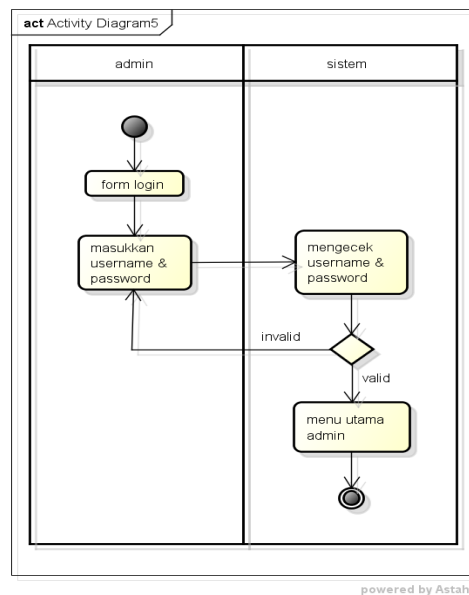 act Activity Diagram5
admin
sistem
form login
masukkan
username &
password
mengecek
username &
password
invalid
valid
menu utama
admin
powered by Astah